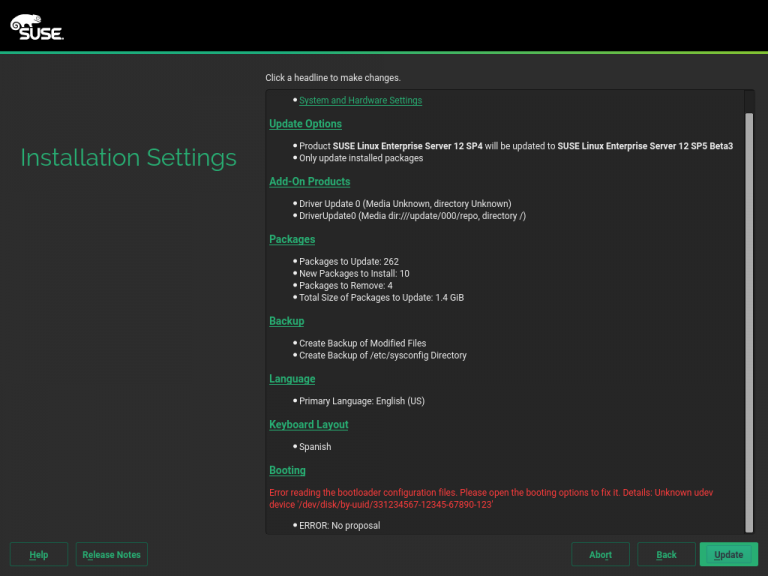 SUSE
Click a headline to make changes.
• System and Hardware Settings
Update Options
• Product SUSE Linux Enterprise Server 12 SP4 will be updated to SUSE Linux Enterprise Server 12 SP5 Beta3
• Only update installed packages
Installation Settings
Add-On Products
• Driver Update 0 (Media Unknown, directory Unknown)
• DriverUpdate0 (Media dir:///update/000/repo, directory /)
Packages
• Packages to Update: 262
• New Packages to Install: 10
• Packages to Remove: 4
• Total Size of Packages to Update: 1.4 GiB
Backup
• Create Backup of Modified Files
• Create Backup of /etc/sysconfig Directory
Language
• Primary Language: English (US)
Keyboard Layout
• Spanish
Booting
Error reading the bootloader configuration files. Please open the booting options to fix it. Details: Unknown udev
device '/dev/disk/by-uuid/331234567-12345-67890-123'
• ERROR: No proposal
Help Release Notes Abort Back Update